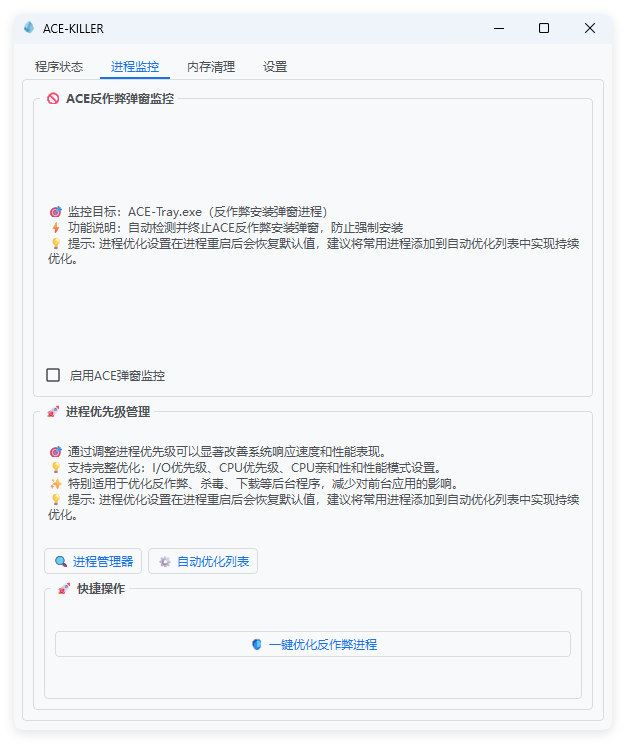 ACE-KILLER
程序状态 进程监控 内存清理 设置
ACE反作弊弹窗监控
监控目标：ACE-Tray.exe（反作弊安装弹窗进程）
功能说明：自动检测并终止ACE反作弊安装弹窗，防止强制安装
提示: 进程优化设置在进程重启后会恢复默认值，建议将常用进程添加到自动优化列表中实现持续
优化。
启用ACE弹窗监控
进程优先级管理
通过调整进程优先级可以显著改善系统响应速度和性能表现。
支持完整优化：I/O优先级、CPU优先级、CPU亲和性和性能模式设置。
特别适用于优化反作弊、杀毒、下载等后台程序，减少对前台应用的影响。
提示: 进程优化设置在进程重启后会恢复默认值，建议将常用进程添加到自动优化列表中实现持续
优化。
进程管理器 自动优化列表
快捷操作
一键优化反作弊进程